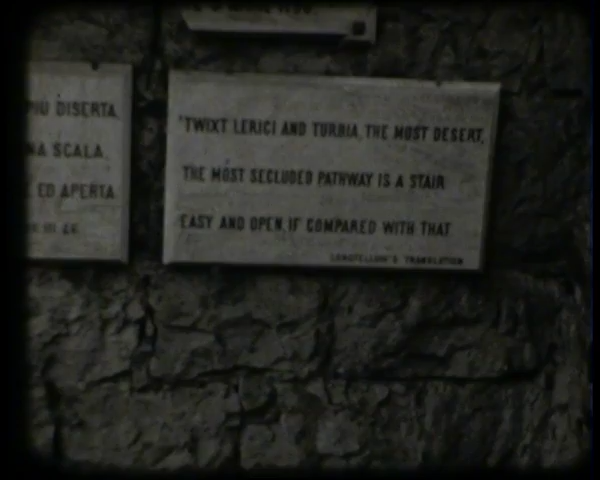 PIU DISERTA,
NA SCALA,
ED APERTA
'TWIXT LERICI AND TURBIA, THE MOST DESERT,
THE MOST SECLUDED PATHWAY IS A STAIR
EASY AND OPEN, IF COMPARED WITH THAT
LONGFELLOW'S TRANSLATION